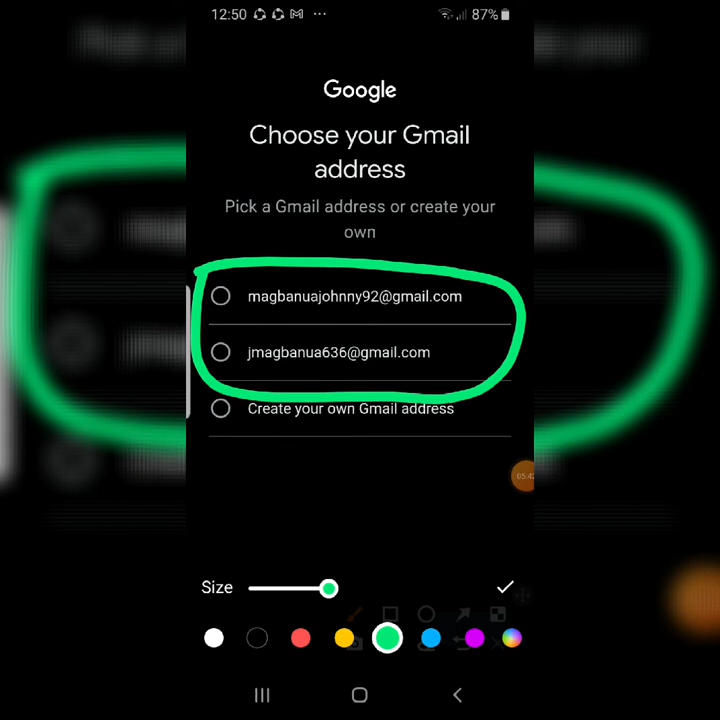 12:50 87%
Google
Choose your Gmail
address
Pick a Gmail address or create your
own
magbanuajohnny92@gmail.com
jmagbanua636@gmail.com
Create your own Gmail address
Size